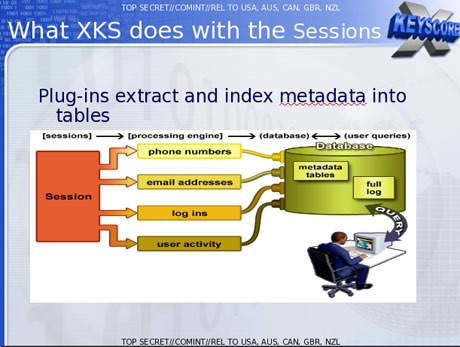 TOP SECRET//COMINT//REL TO USA, AUS, CAN, GBR, NZL
What XKS does with the Sessions
X KEYSCORE
Plug-ins extract and index metadata into
tables
[sessions] → [processing engine] → (database) ↔ (user queries)
Session
phone numbers
email addresses
log ins
user activity
Database
metadata
tables
full
log
QUERY
TOP SECRET//COMINT//REL TO USA, AUS, CAN, GBR, NZL